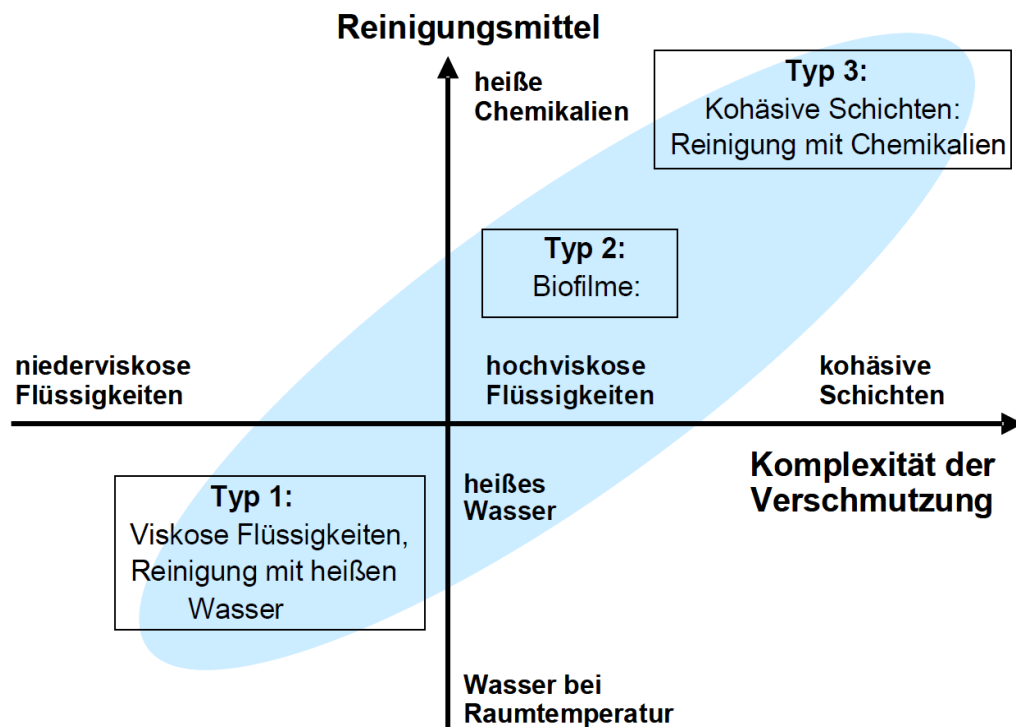 Reinigungsmittel
heiße
Chemikalien
Typ 3:
Kohäsive Schichten:
Reinigung mit Chemikalien
Typ 2:
Biofilme:
niederviskose
Flüssigkeiten
hochviskose
Flüssigkeiten
kohäsive
Schichten
Komplexität der
Verschmutzung
Typ 1:
Viskose Flüssigkeiten,
Reinigung mit heißen
Wasser
heißes
Wasser
Wasser bei
Raumtemperatur